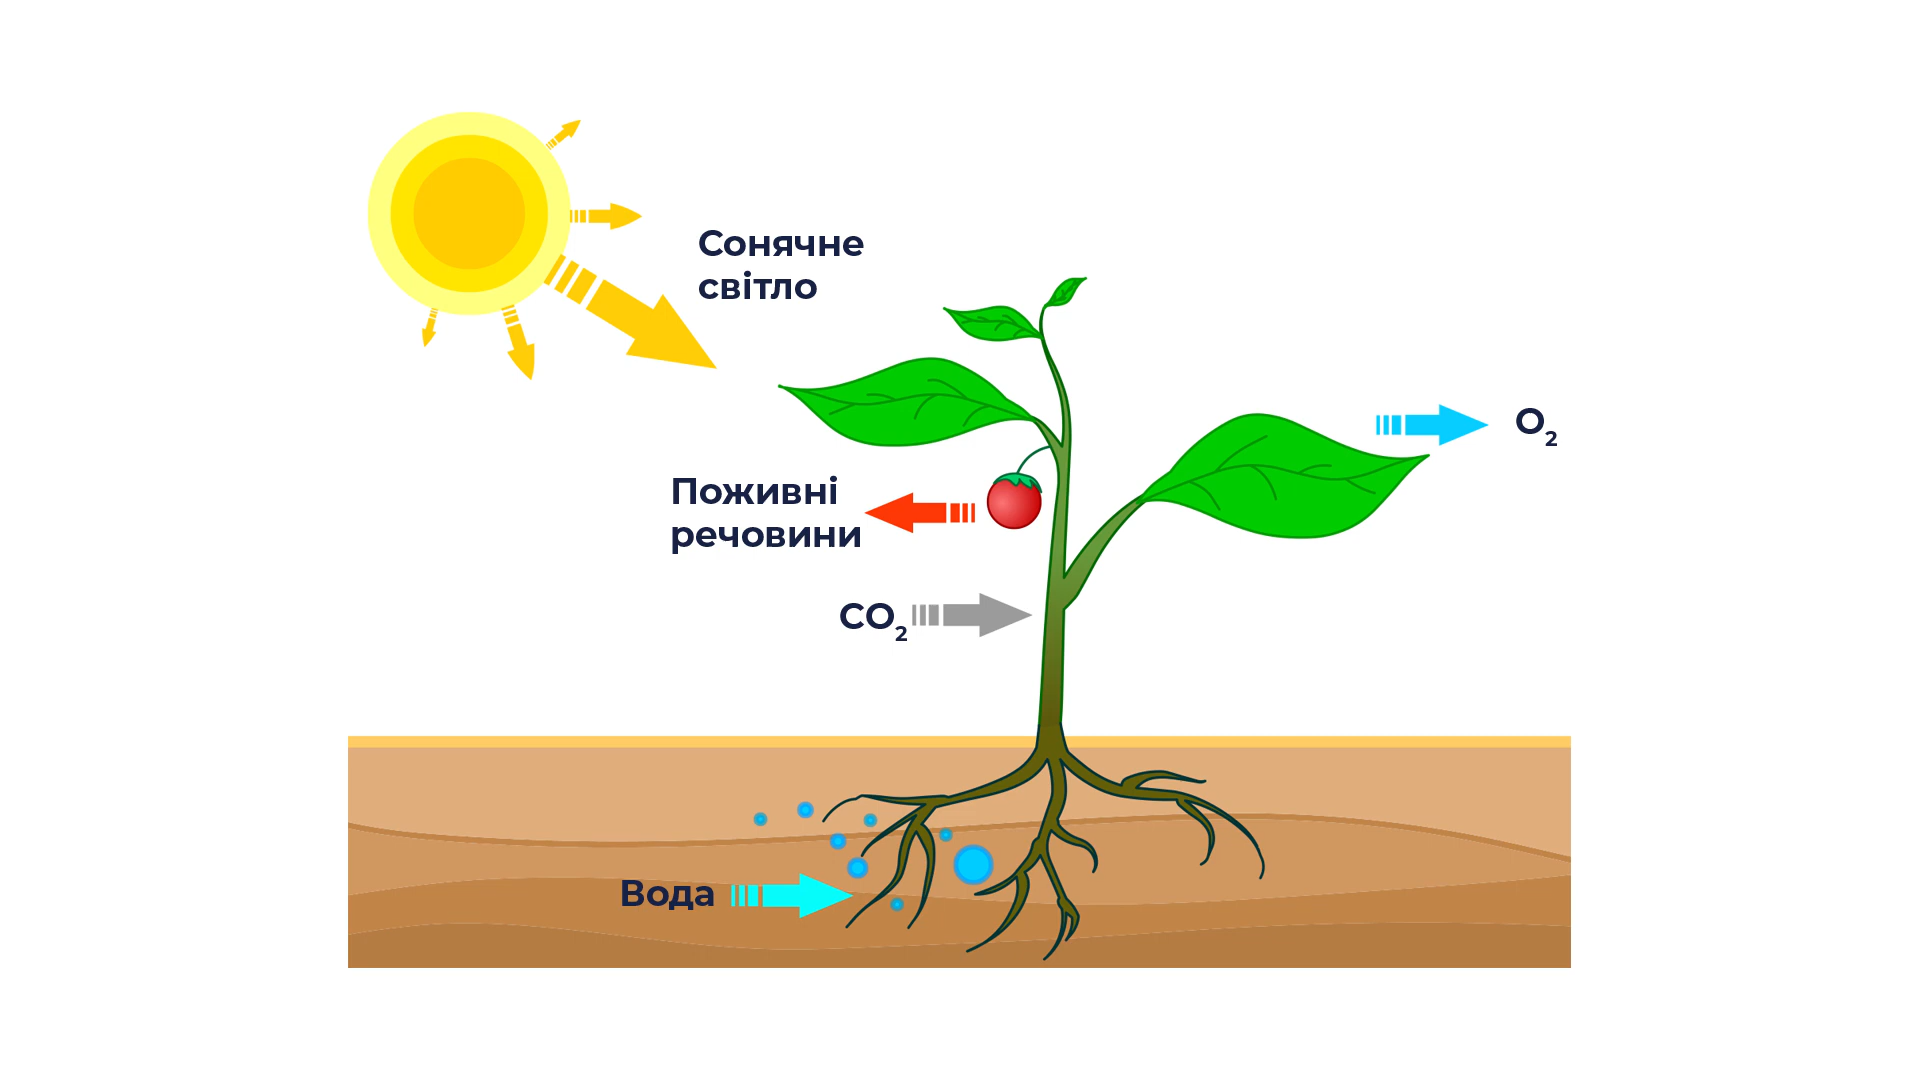 Сонячне
світло
O₂
Поживні
речовини
CO₂
Вода